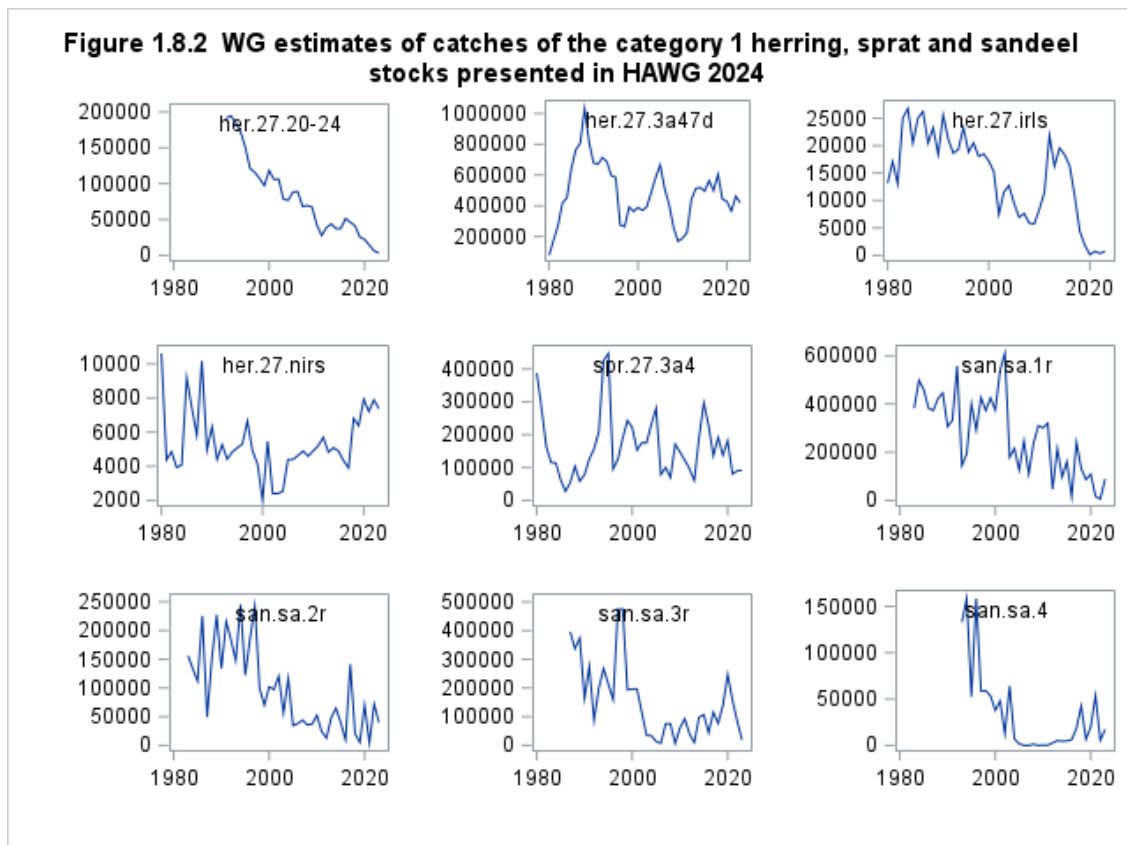 Figure 1.8.2 WG estimates of catches of the category 1 herring, sprat and sandeel
stocks presented in HAWG 2024
her.27.20-24
200000
150000
100000
50000
0
1980 2000 2020
her.27.3a47d
1000000
800000
600000
400000
200000
1980 2000 2020
her.27.irls
25000
20000
15000
10000
5000
0
1980 2000 2020
her.27.nirs
10000
8000
6000
4000
2000
1980 2000 2020
spr.27.3a4
400000
300000
200000
100000
0
1980 2000 2020
san.sa.1r
600000
400000
200000
0
1980 2000 2020
san.sa.2r
250000
200000
150000
100000
50000
0
1980 2000 2020
san.sa.3r
500000
400000
300000
200000
100000
0
1980 2000 2020
san.sa.4
150000
100000
50000
0
1980 2000 2020